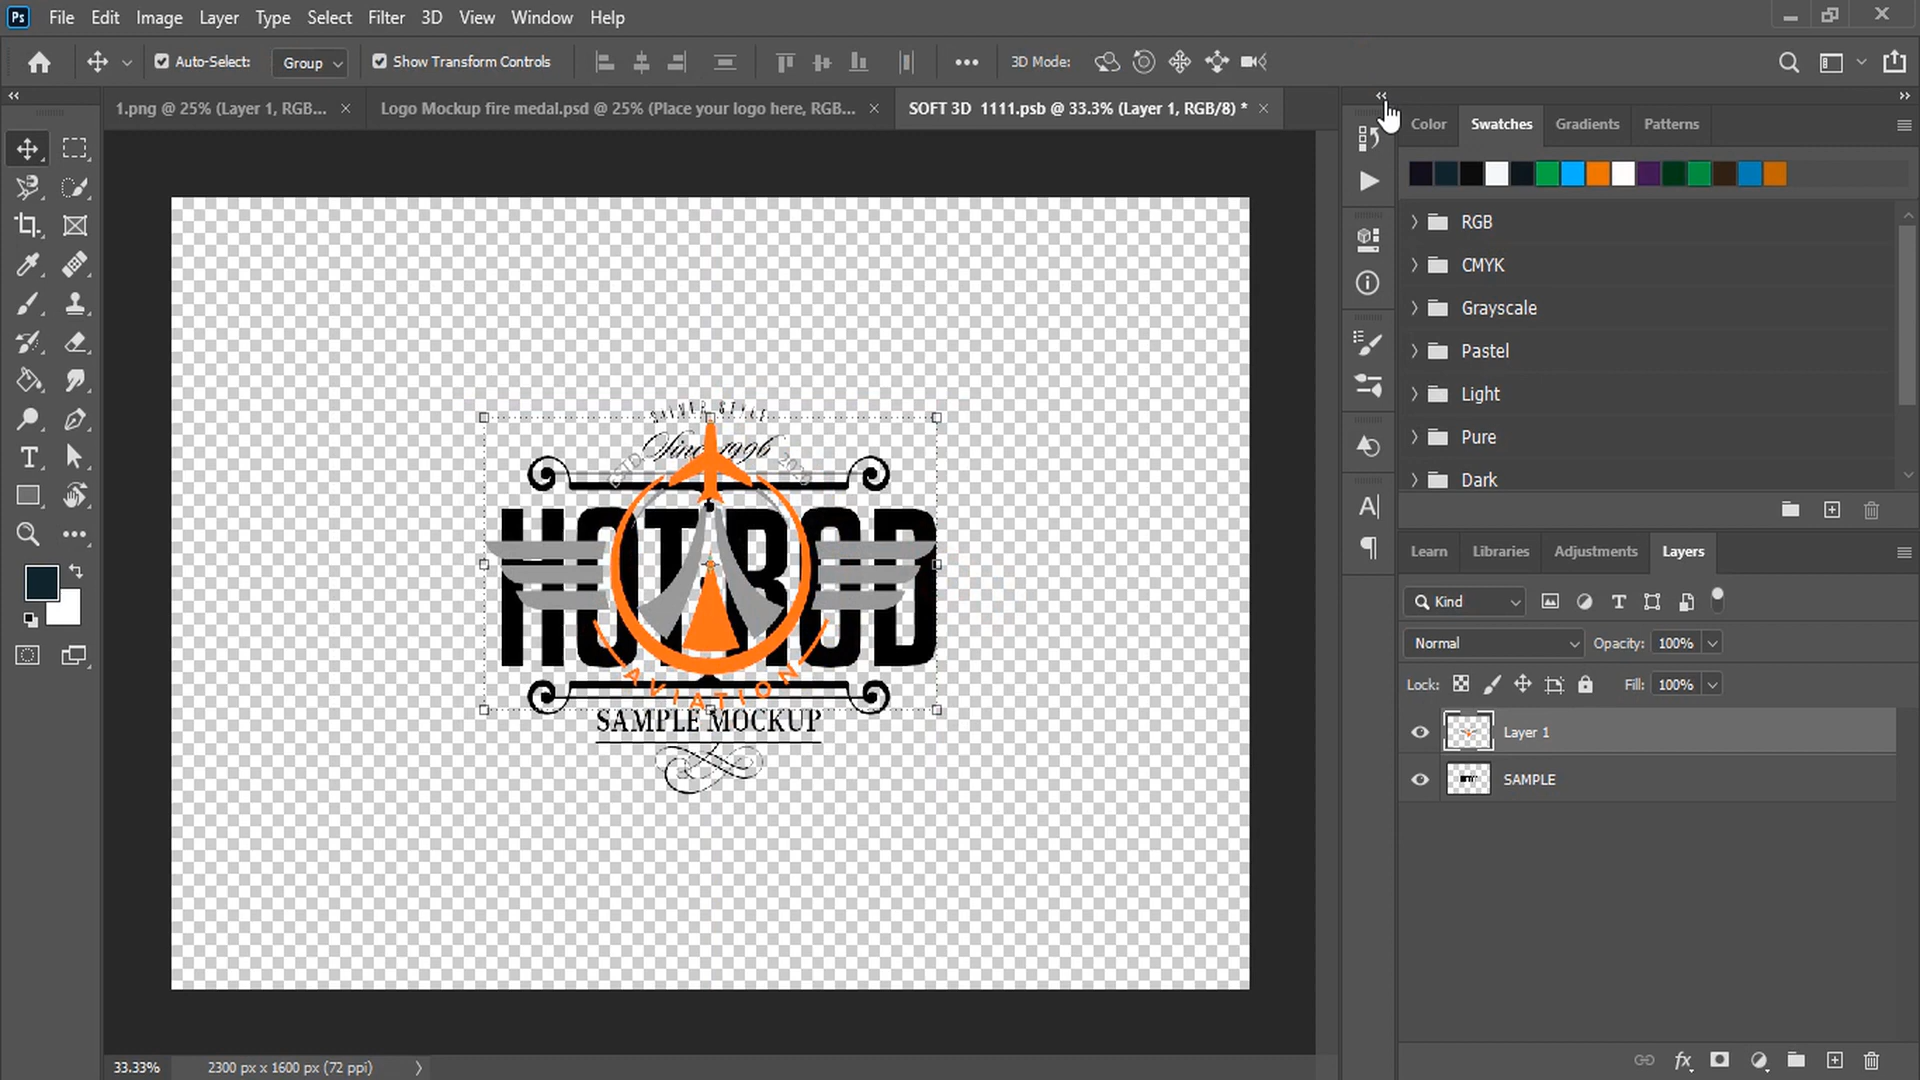 Ps File Edit Image Layer Type Select Filter 3D View Window Help
Auto-Select: Group Show Transform Controls 3D Mode:
1.png @ 25% (Layer 1, RGB... Logo Mockup fire medal.psd @ 25% (Place your logo here, RGB... SOFT 3D 1111.psb @ 33.3% (Layer 1, RGB/8) *
Color Swatches Gradients Patterns
RGB
CMYK
Grayscale
Pastel
Light
Pure
Dark
Learn Libraries Adjustments Layers
Kind
Normal Opacity: 100%
Lock: Fill: 100%
Layer 1
SAMPLE
STYLE
Since 1996
ESTD.
HOTROD
AVIATION
SAMPLE MOCKUP
33.33% 2300 px x 1600 px (72 ppi)